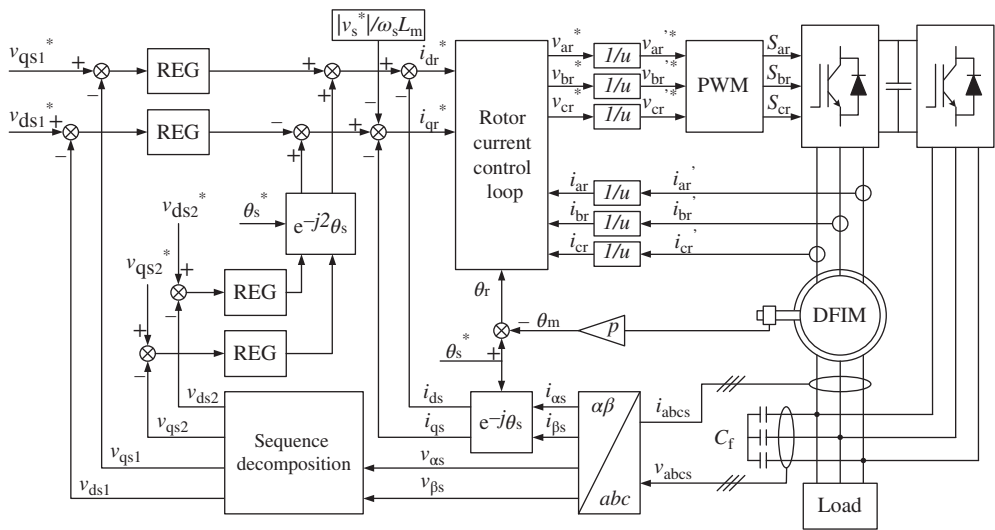 |v_s^*|/ω_s L_m
v_qs1^*
+
−
REG
+
+
+
−
i_dr^*
v_ds1^*
+
−
REG
−
+
+
−
−
i_qr^*
Rotor
current
control
loop
v_ar^*
1/u
v_ar'^*
v_br^*
1/u
v_br'^*
v_cr^*
1/u
v_cr'^*
PWM
S_ar
S_br
S_cr
i_ar
1/u
i_ar'
i_br
1/u
i_br'
i_cr
1/u
i_cr'
v_ds2^*
θ_s^*
e^−j2θ_s
v_qs2^*
+
−
REG
+
−
REG
θ_r
− θ_m
p
DFIM
θ_s^*
+
v_ds2
v_qs2
v_qs1
v_ds1
Sequence
decomposition
i_ds
i_qs
e^−jθ_s
i_αs
i_βs
v_αs
v_βs
αβ
abc
i_abcs
v_abcs
C_f
Load